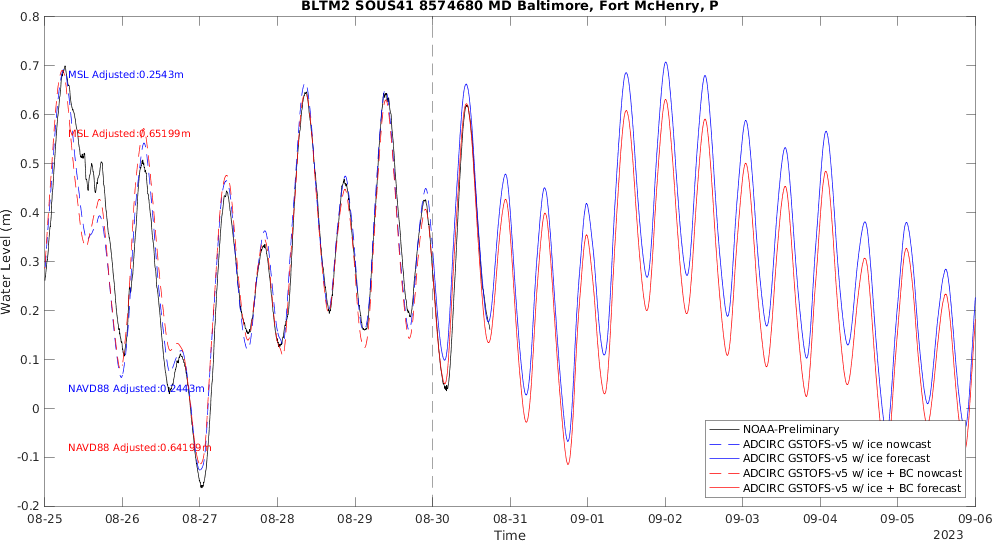 BLTM2 SOUS41 8574680 MD Baltimore, Fort McHenry, P
0.8
0.7
0.6
0.5
0.4
0.3
0.2
0.1
0
-0.1
-0.2
Water Level (m)
MSL Adjusted:0.2543m
MSL Adjusted:0.65199m
NAVD88 Adjusted:0.2443m
NAVD88 Adjusted:0.64199m
NOAA-Preliminary
ADCIRC GSTOFS-v5 w/ ice nowcast
ADCIRC GSTOFS-v5 w/ ice forecast
ADCIRC GSTOFS-v5 w/ ice + BC nowcast
ADCIRC GSTOFS-v5 w/ ice + BC forecast
08-25 08-26 08-27 08-28 08-29 08-30 08-31 09-01 09-02 09-03 09-04 09-05 09-06
Time
2023